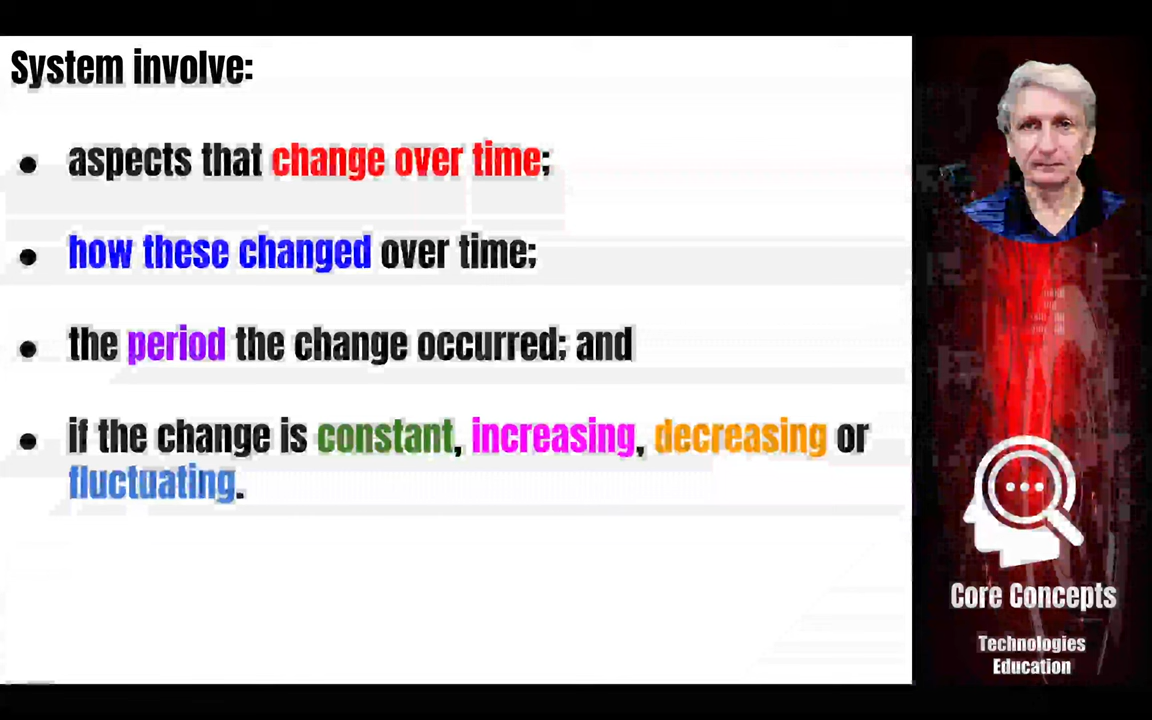 System involve:
● aspects that change over time;
● how these changed over time;
● the period the change occurred; and
● if the change is constant, increasing, decreasing or
fluctuating.
Core Concepts
Technologies
Education